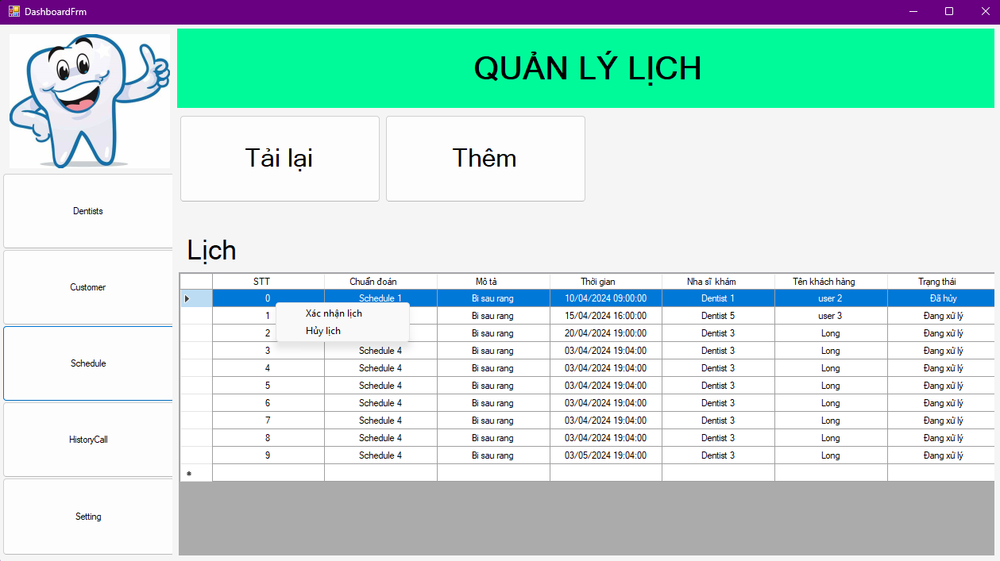 DashboardFrm
QUẢN LÝ LỊCH
Tải lại Thêm
Dentists
Customer
Schedule
HistoryCall
Setting
Lịch
STT Chuẩn đoán Mô tả Thời gian Nha sĩ khám Tên khách hàng Trạng thái
0 Schedule 1 Bi sau rang 10/04/2024 09:00:00 Dentist 1 user 2 Đã hủy
Xác nhận lịch
Hủy lịch
1 Bi sau rang 15/04/2024 16:00:00 Dentist 5 user 3 Đang xử lý
2 Bi sau rang 20/04/2024 19:00:00 Dentist 3 Long Đang xử lý
3 Schedule 4 Bi sau rang 03/04/2024 19:04:00 Dentist 3 Long Đang xử lý
4 Schedule 4 Bi sau rang 03/04/2024 19:04:00 Dentist 3 Long Đang xử lý
5 Schedule 4 Bi sau rang 03/04/2024 19:04:00 Dentist 3 Long Đang xử lý
6 Schedule 4 Bi sau rang 03/04/2024 19:04:00 Dentist 3 Long Đang xử lý
7 Schedule 4 Bi sau rang 03/04/2024 19:04:00 Dentist 3 Long Đang xử lý
8 Schedule 4 Bi sau rang 03/04/2024 19:04:00 Dentist 3 Long Đang xử lý
9 Schedule 4 Bi sau rang 03/05/2024 19:04:00 Dentist 3 Long Đang xử lý